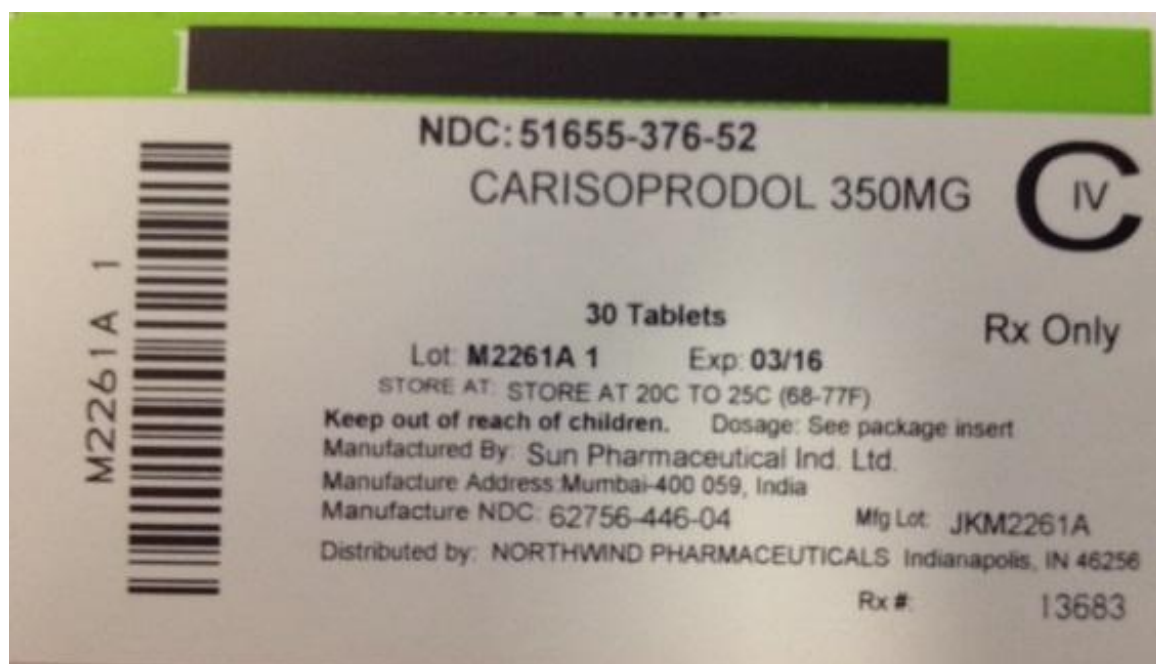 NDC: 51655-376-52
CARISOPRODOL 350MG
C IV
30 Tablets
Rx Only
Lot: M2261A 1 Exp: 03/16
STORE AT: STORE AT 20C TO 25C (68-77F)
Keep out of reach of children. Dosage: See package insert
Manufactured By: Sun Pharmaceutical Ind. Ltd.
Manufacture Address:Mumbai-400 059, India
Manufacture NDC: 62756-446-04 Mfg Lot: JKM2261A
Distributed by: NORTHWIND PHARMACEUTICALS Indianapolis, IN 46256
Rx #: 13683
M2261A 1